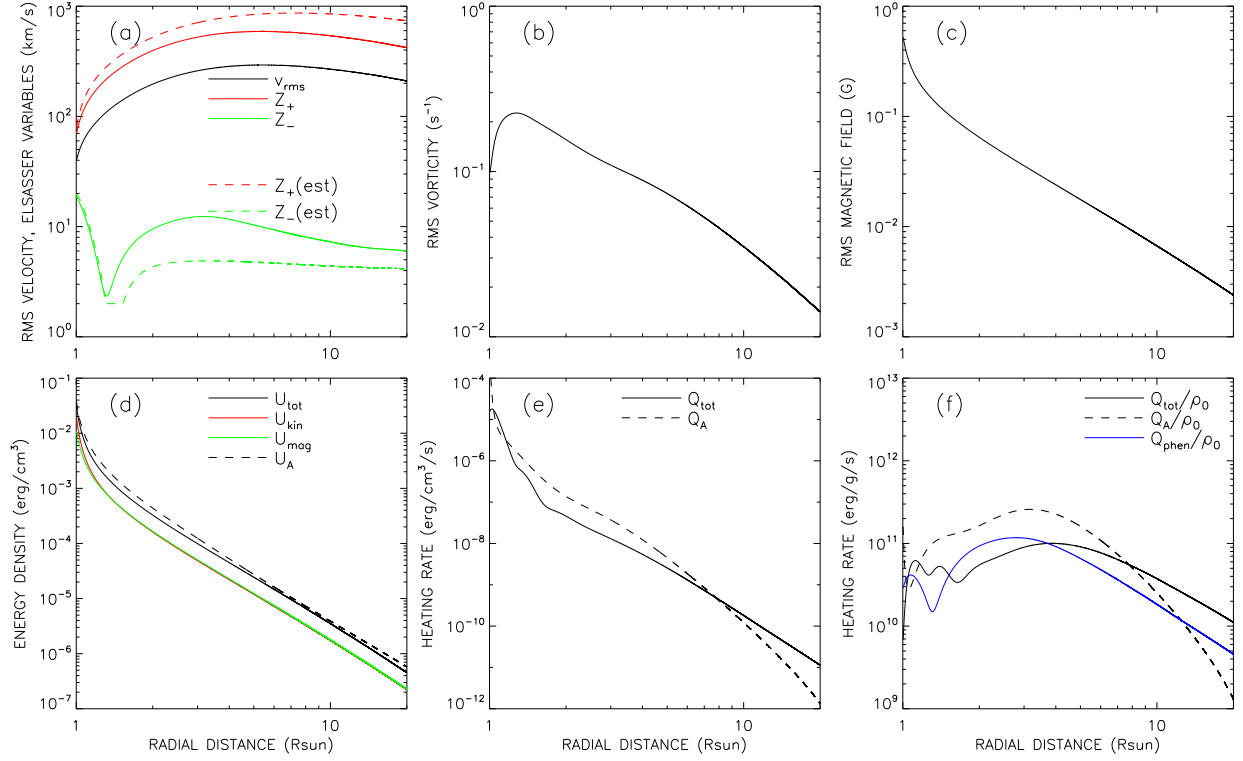 RMS VELOCITY, ELSASSER VARIABLES (km/s)
10³
10²
10¹
10⁰
(a)
v_rms
Z_+
Z_−
Z_+(est)
Z_−(est)
1
10
RMS VORTICITY (s⁻¹)
10⁰
10⁻¹
10⁻²
(b)
1
10
RMS MAGNETIC FIELD (G)
10⁰
10⁻¹
10⁻²
10⁻³
(c)
1
10
ENERGY DENSITY (erg/cm³)
10⁻¹
10⁻²
10⁻³
10⁻⁴
10⁻⁵
10⁻⁶
10⁻⁷
(d)
U_tot
U_kin
U_mag
U_A
1
10
RADIAL DISTANCE (Rsun)
HEATING RATE (erg/cm³/s)
10⁻⁴
10⁻⁶
10⁻⁸
10⁻¹⁰
10⁻¹²
(e)
Q_tot
Q_A
1
10
RADIAL DISTANCE (Rsun)
HEATING RATE (erg/g/s)
10¹³
10¹²
10¹¹
10¹⁰
10⁹
(f)
Q_tot/ρ₀
Q_A/ρ₀
Q_phen/ρ₀
1
10
RADIAL DISTANCE (Rsun)